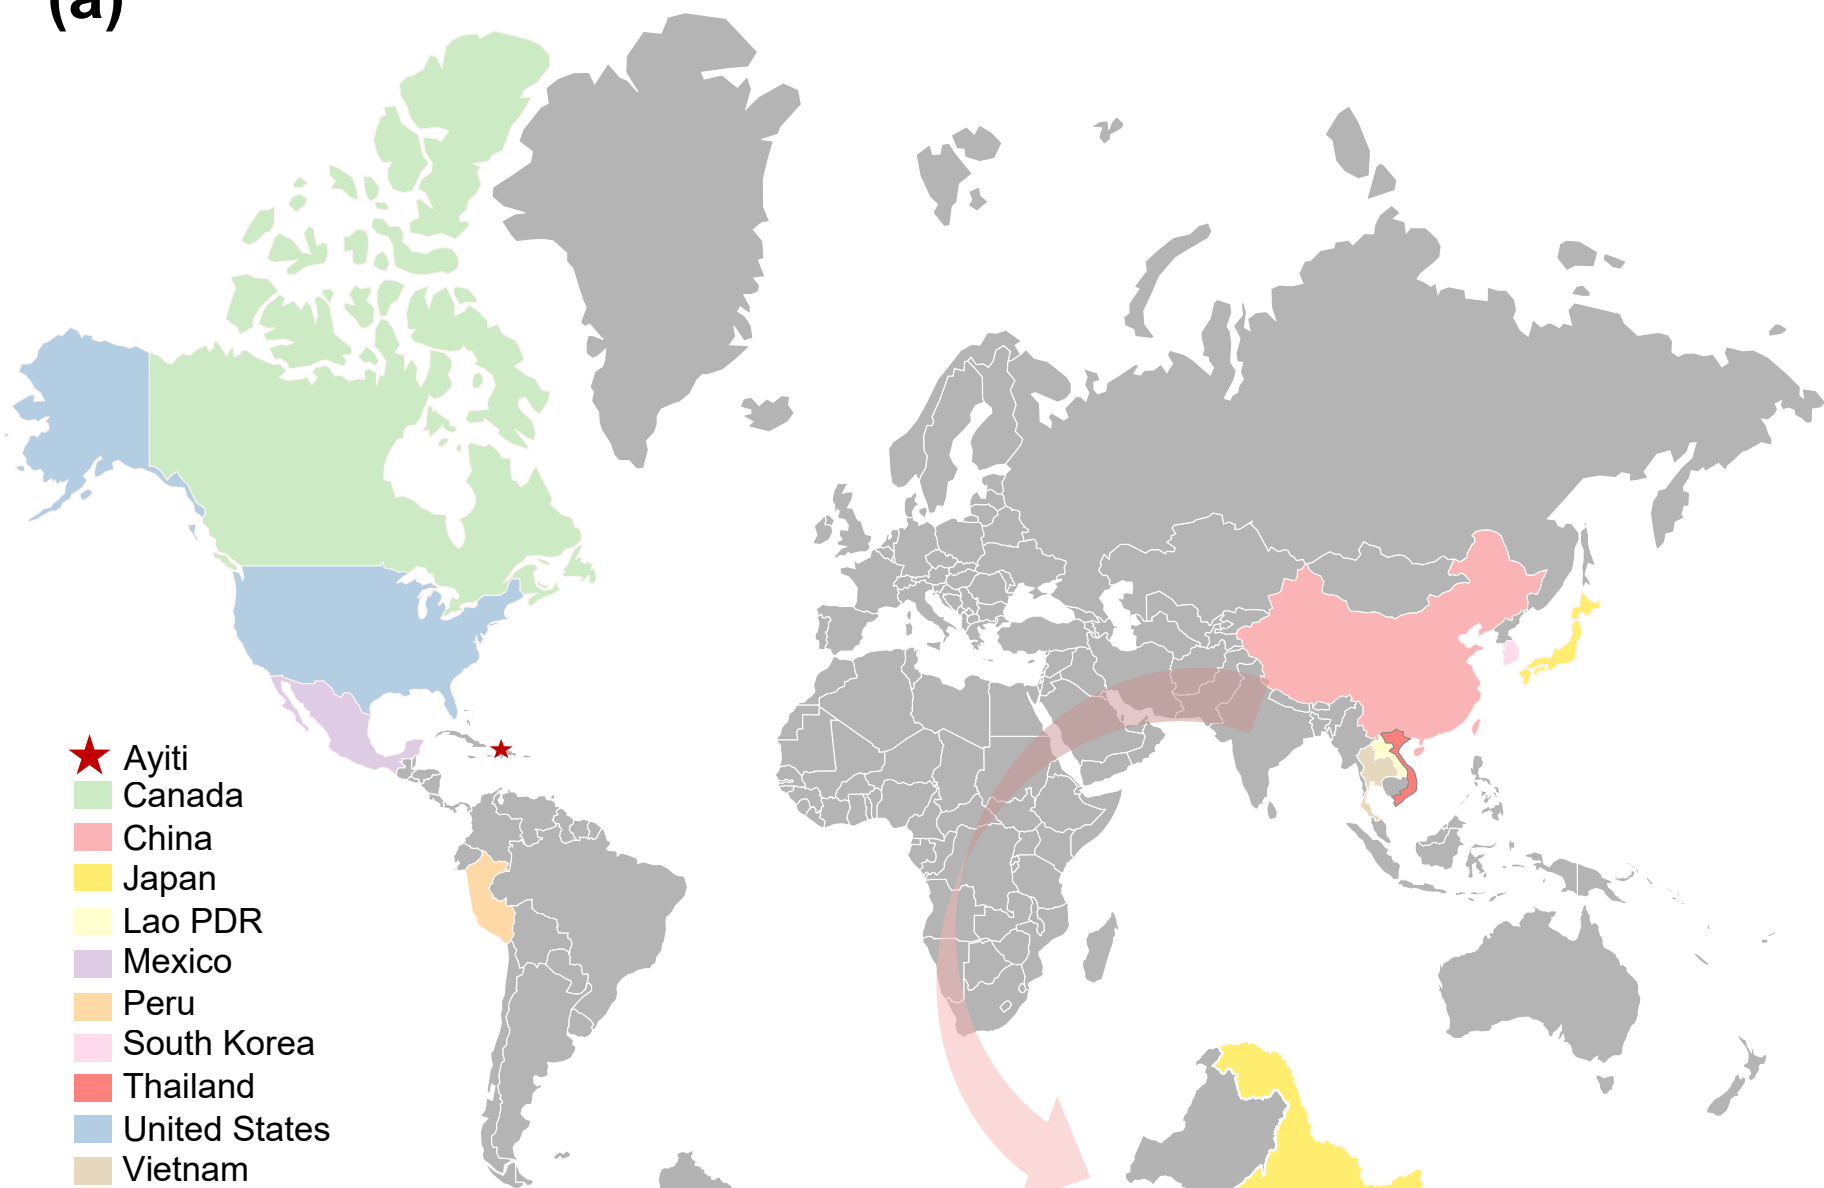 (a)
Ayiti
Canada
China
Japan
Lao PDR
Mexico
Peru
South Korea
Thailand
United States
Vietnam